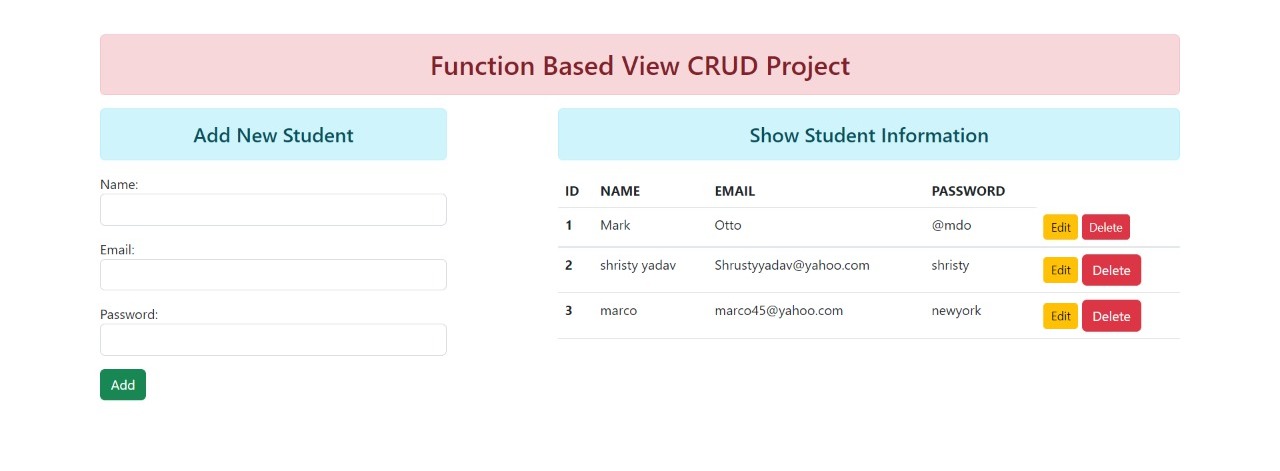 Function Based View CRUD Project
Add New Student
Name:
Email:
Password:
Add
Show Student Information
ID NAME EMAIL PASSWORD
1 Mark Otto @mdo Edit Delete
2 shristy yadav Shrustyyadav@yahoo.com shristy Edit Delete
3 marco marco45@yahoo.com newyork Edit Delete